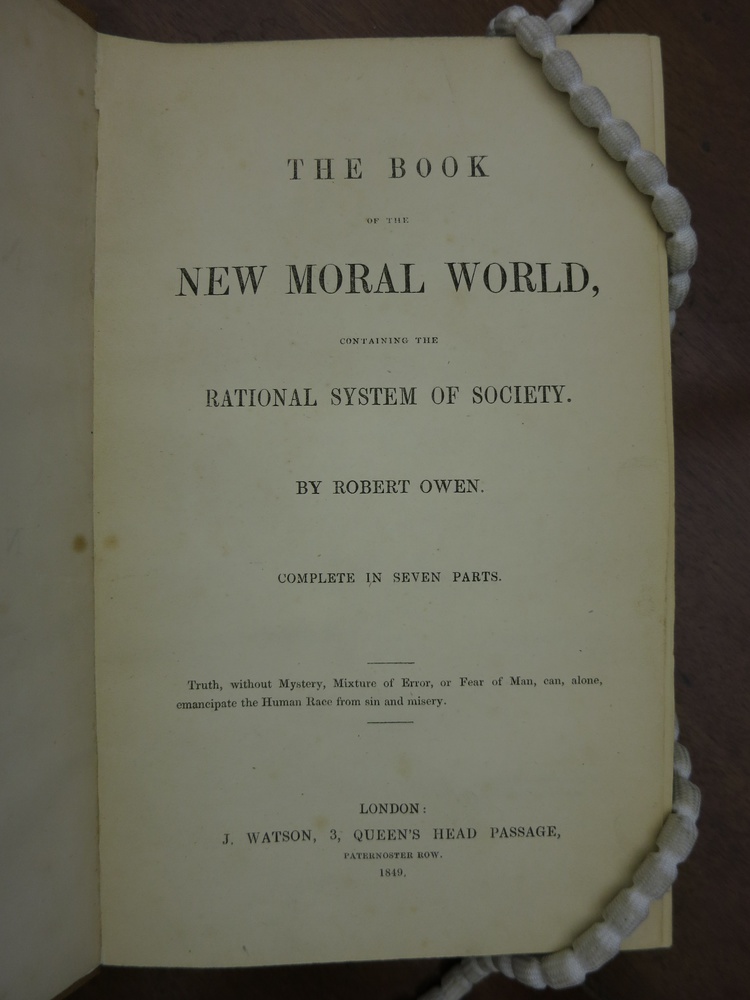 THE BOOK
OF THE
NEW MORAL WORLD,
CONTAINING THE
RATIONAL SYSTEM OF SOCIETY.
BY ROBERT OWEN.
COMPLETE IN SEVEN PARTS.
Truth, without Mystery, Mixture of Error, or Fear of Man, can, alone,
emancipate the Human Race from sin and misery.
LONDON:
J. WATSON, 3, QUEEN'S HEAD PASSAGE,
PATERNOSTER ROW.
1849.